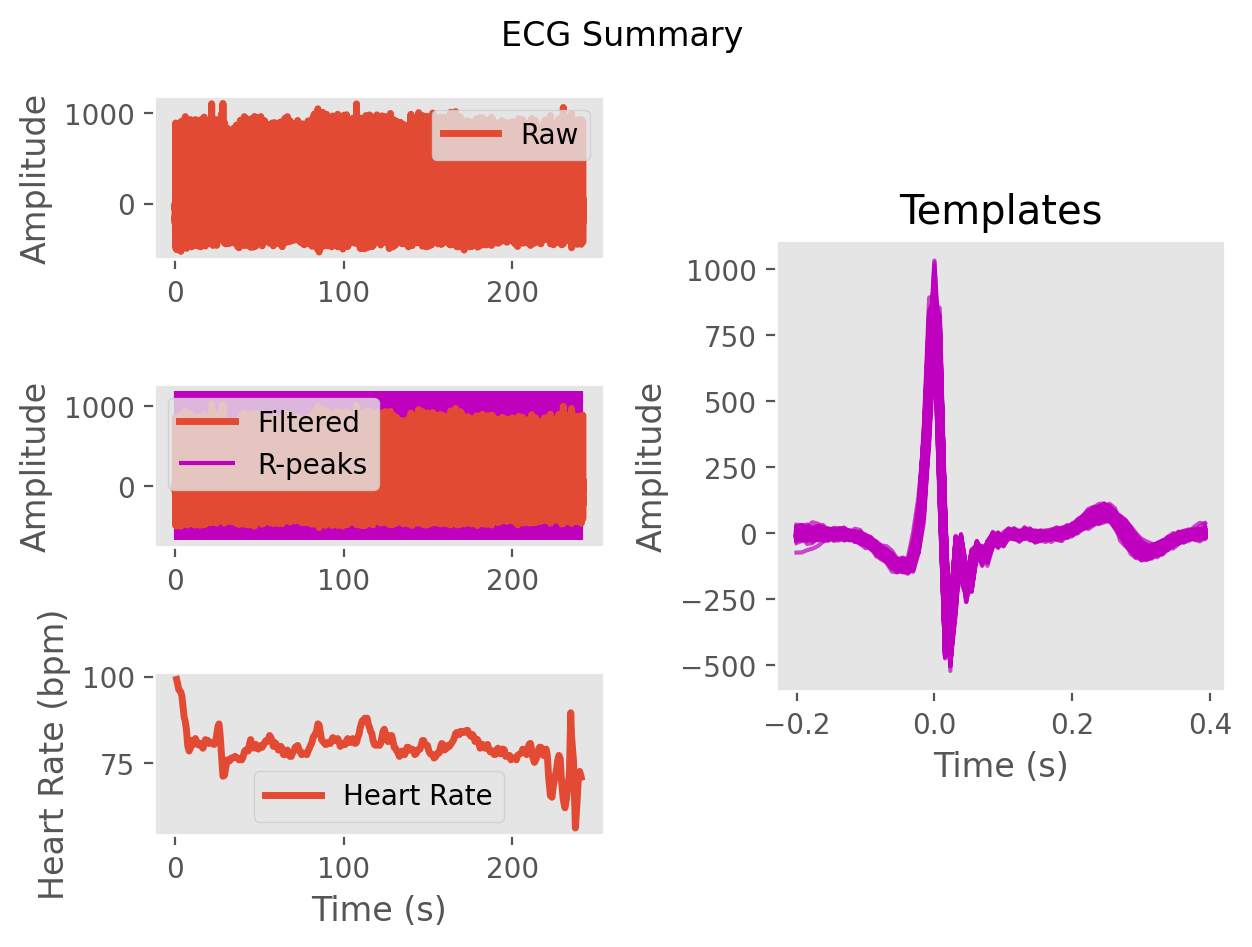 ECG Summary
Amplitude
1000
0
Raw
0 100 200
Amplitude
1000
0
Filtered
R-peaks
0 100 200
Heart Rate (bpm)
100
75
Heart Rate
0 100 200
Time (s)
Templates
Amplitude
1000
750
500
250
0
−250
−500
−0.2 0.0 0.2 0.4
Time (s)